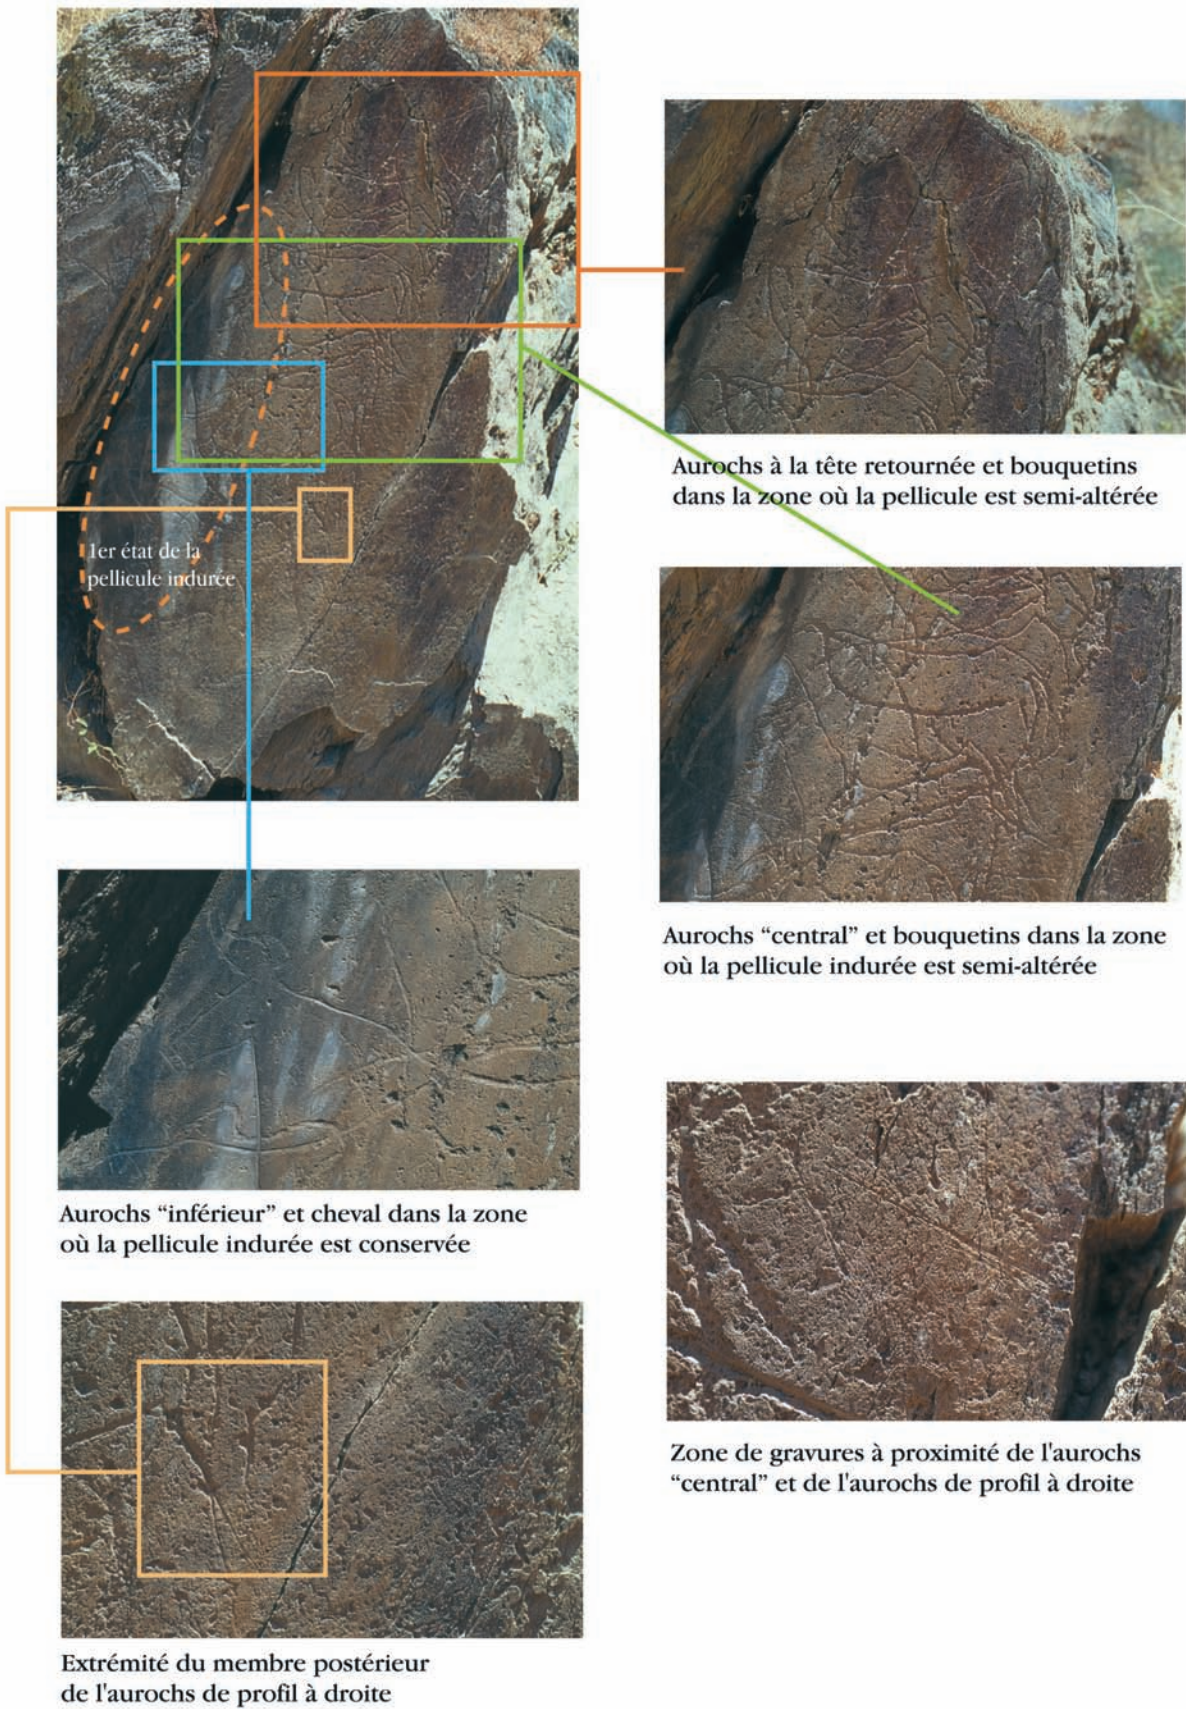 1er état de la
pellicule indurée
Aurochs à la tête retournée et bouquetins
dans la zone où la pellicule est semi-altérée
Aurochs “central” et bouquetins dans la zone
où la pellicule indurée est semi-altérée
Aurochs “inférieur” et cheval dans la zone
où la pellicule indurée est conservée
Zone de gravures à proximité de l'aurochs
“central” et de l'aurochs de profil à droite
Extrémité du membre postérieur
de l'aurochs de profil à droite